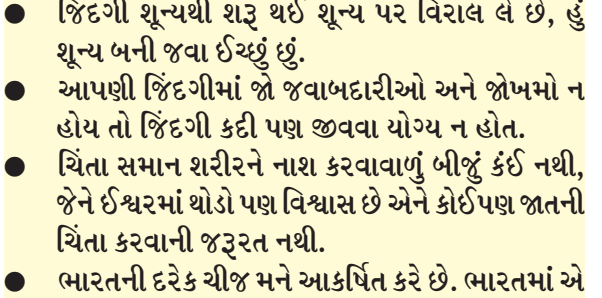 ● જિંદગી શૂન્યથી શરૂ થઈ શૂન્ય પર વિરાલ લે છે, હું
શૂન્ય બની જવા ઈચ્છું છું.
● આપણી જિંદગીમાં જો જવાબદારીઓ અને જોખમો ન
હોય તો જિંદગી કદી પણ જીવવા યોગ્ય ન હોત.
● ચિંતા સમાન શરીરને નાશ કરવાવાળું બીજું કંઈ નથી,
જેને ઈશ્વરમાં થોડો પણ વિશ્વાસ છે એને કોઈપણ જાતની
ચિંતા કરવાની જરૂરત નથી.
● ભારતની દરેક ચીજ મને આકર્ષિત કરે છે. ભારતમાં એ